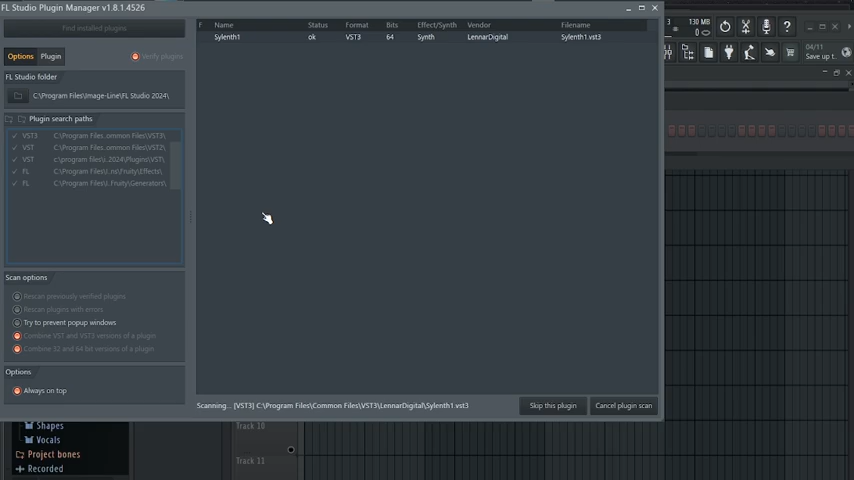 FL Studio Plugin Manager v1.8.1.4526
Find installed plugins
Options Plugin Verify plugins
FL Studio folder
C:\Program Files\Image-Line\FL Studio 2024\
Plugin search paths
VST3 C:\Program Files..ommon Files\VST3\
VST C:\Program Files..ommon Files\VST2\
VST c:\program files\i..2024\Plugins\VST\
FL C:\Program Files\I..ns\Fruity\Effects\
FL C:\Program Files\I..Fruity\Generators\
Scan options
Rescan previously verified plugins
Rescan plugins with errors
Try to prevent popup windows
Combine VST and VST3 versions of a plugin
Combine 32 and 64 bit versions of a plugin
Options
Always on top
F Name Status Format Bits Effect/Synth Vendor Filename
Sylenth1 ok VST3 64 Synth LennarDigital Sylenth1.vst3
Scanning... [VST3] C:\Program Files\Common Files\VST3\LennarDigital\Sylenth1.vst3
Skip this plugin Cancel plugin scan
3 130 MB
0
04/11
Save up t..
Shapes
Vocals
Project bones
Recorded
Track 10
Track 11